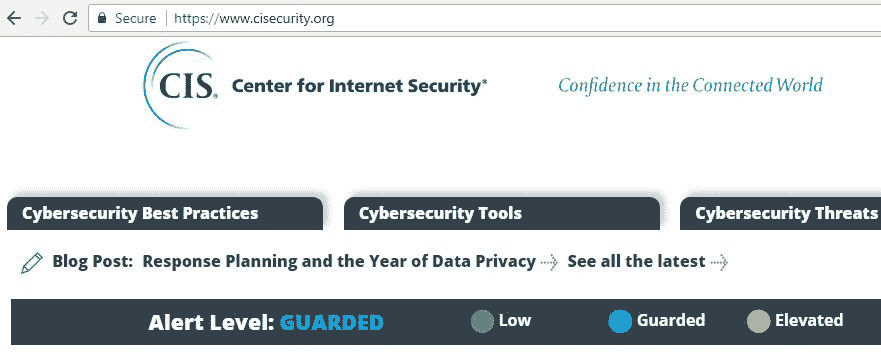 Secure | https://www.cisecurity.org
CIS. Center for Internet Security® Confidence in the Connected World
Cybersecurity Best Practices Cybersecurity Tools Cybersecurity Threats
Blog Post: Response Planning and the Year of Data Privacy See all the latest
Alert Level: GUARDED Low Guarded Elevated